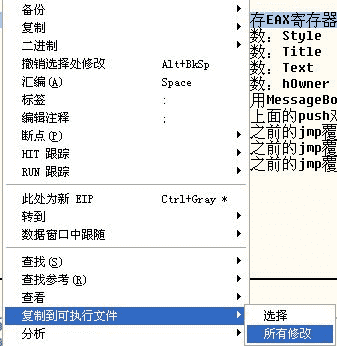 备份
复制
存EAX寄存器
二进制
数: Style
撤销选择处修改 Alt+BkSp
数: Title
汇编(A) Space
数: Text
标签 :
数: hOwner
编辑注释 ;
用MessageBo
断点(P)
上面的push
HIT 跟踪
之前的jmp覆
RUN 跟踪
之前的jmp覆
之前的jmp覆
此处为新 EIP Ctrl+Gray *
转到
数据窗口中跟随
查找(S)
查找参考(R)
查看
复制到可执行文件
选择
分析
所有修改